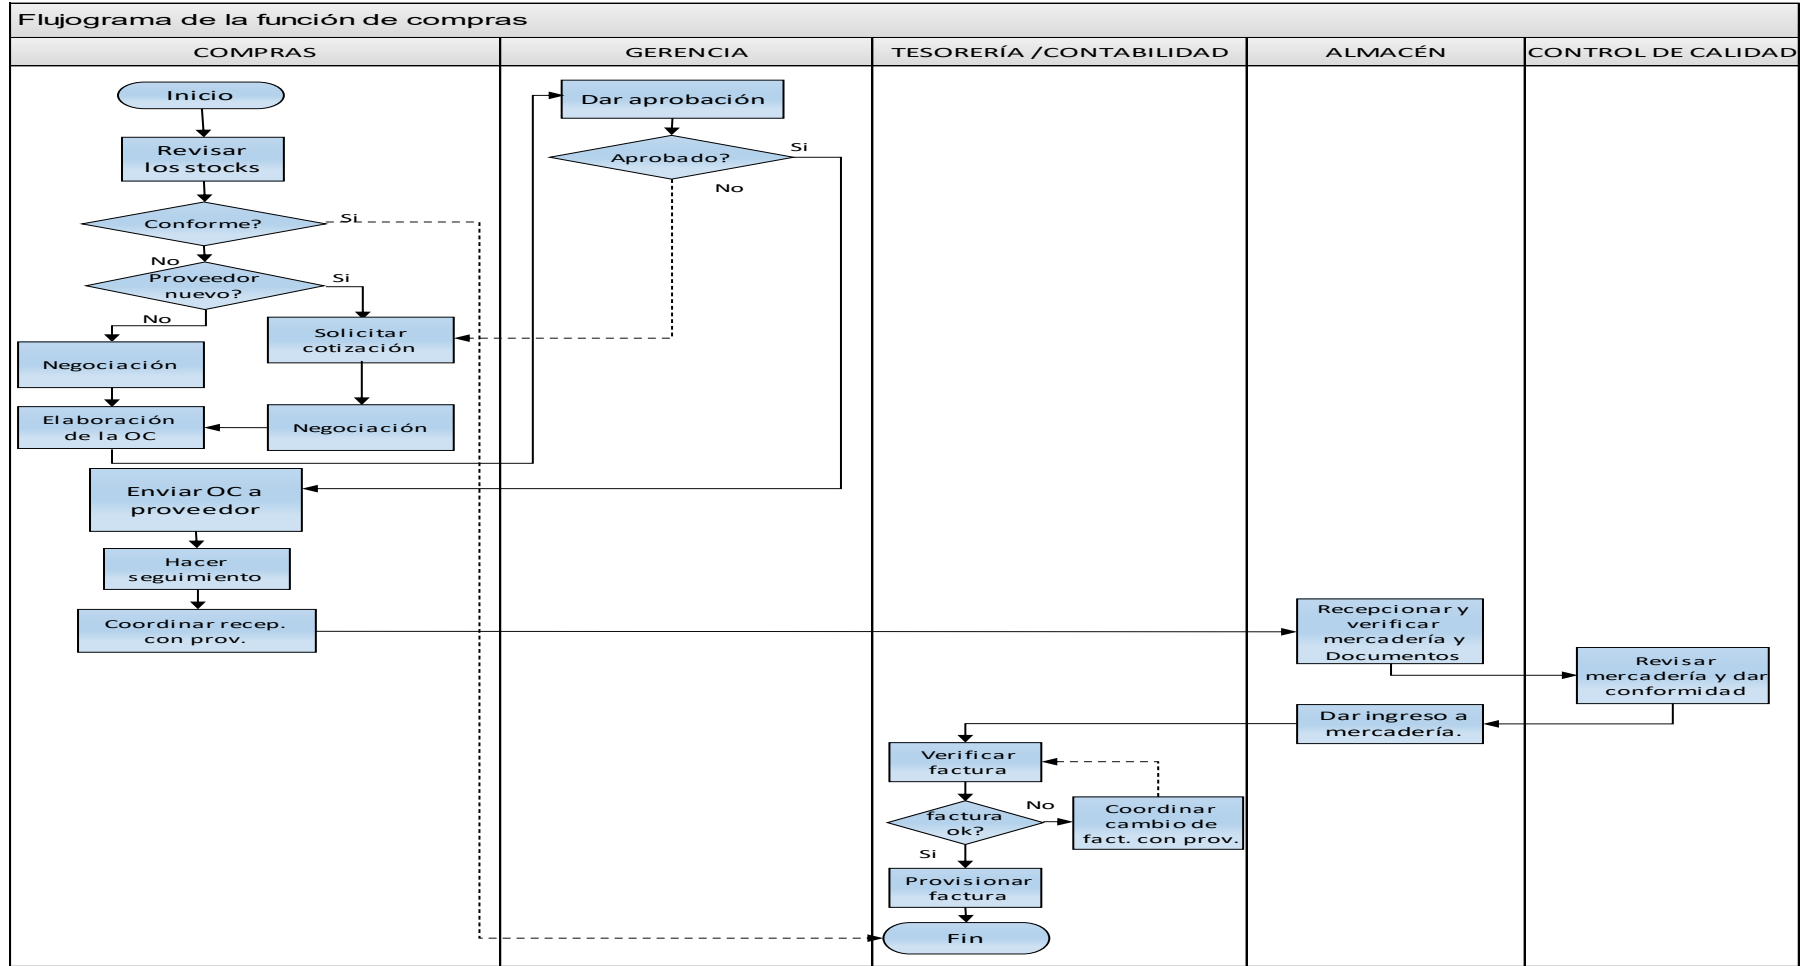 Flujograma de la función de compras
COMPRAS
GERENCIA
TESORERÍA /CONTABILIDAD
ALMACÉN
CONTROL DE CALIDAD
Inicio
Revisar
los stocks
Conforme?
Si
No
Proveedor
nuevo?
Si
No
Solicitar
cotización
Negociación
Negociación
Elaboración
de la OC
Dar aprobación
Aprobado?
Si
No
Enviar OC a
proveedor
Hacer
seguimiento
Coordinar recep.
con prov.
Recepcionar y
verificar
mercadería y
Documentos
Revisar
mercadería y dar
conformidad
Dar ingreso a
mercadería.
Verificar
factura
factura
ok?
No
Coordinar
cambio de
fact. con prov.
Si
Provisionar
factura
Fin